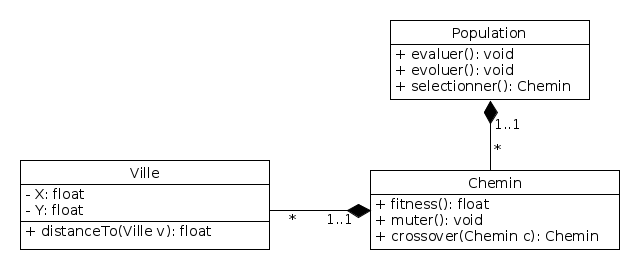 Population
+ evaluer(): void
+ evoluer(): void
+ selectionner(): Chemin
1..1
*
Ville
- X: float
- Y: float
+ distanceTo(Ville v): float
*
1..1
Chemin
+ fitness(): float
+ muter(): void
+ crossover(Chemin c): Chemin